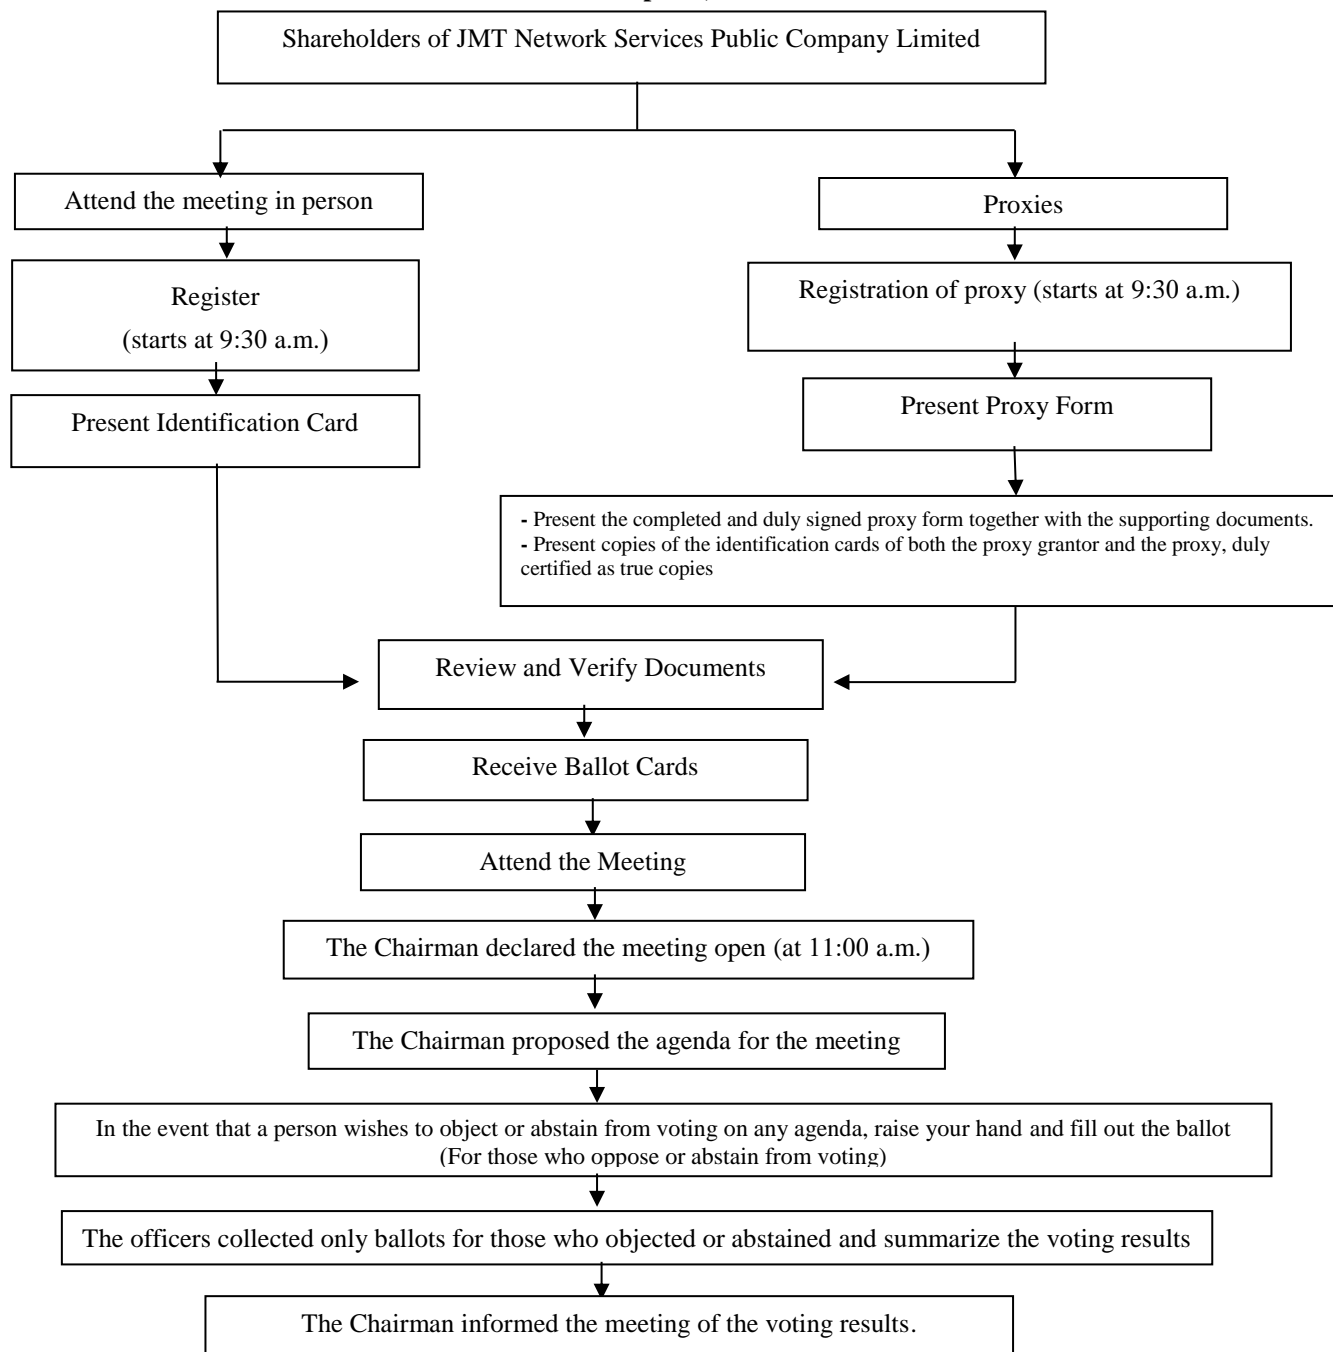 Shareholders of JMT Network Services Public Company Limited
Attend the meeting in person
Proxies
Register
(starts at 9:30 a.m.)
Registration of proxy (starts at 9:30 a.m.)
Present Identification Card
Present Proxy Form
- Present the completed and duly signed proxy form together with the supporting documents.
- Present copies of the identification cards of both the proxy grantor and the proxy, duly
certified as true copies
Review and Verify Documents
Receive Ballot Cards
Attend the Meeting
The Chairman declared the meeting open (at 11:00 a.m.)
The Chairman proposed the agenda for the meeting
In the event that a person wishes to object or abstain from voting on any agenda, raise your hand and fill out the ballot
(For those who oppose or abstain from voting)
The officers collected only ballots for those who objected or abstained and summarize the voting results
The Chairman informed the meeting of the voting results.